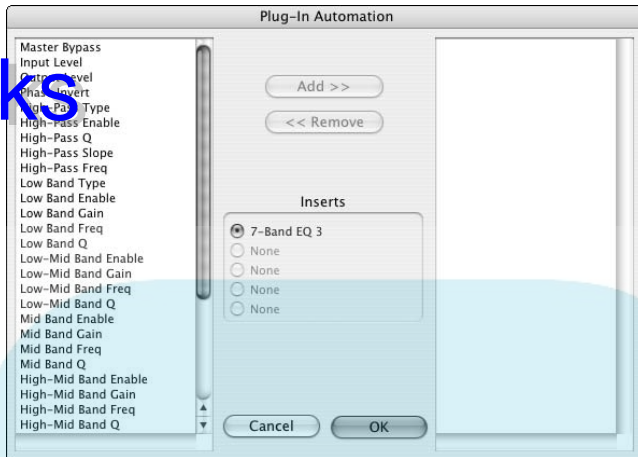 Plug-In Automation
Master Bypass
Input Level
Output Level
Phase Invert
ks
High-Pass Type
High-Pass Enable
High-Pass Q
High-Pass Slope
High-Pass Freq
Low Band Type
Low Band Enable
Low Band Gain
Low Band Freq
Low Band Q
Low-Mid Band Enable
Low-Mid Band Gain
Low-Mid Band Freq
Low-Mid Band Q
Mid Band Enable
Mid Band Gain
Mid Band Freq
Mid Band Q
High-Mid Band Enable
High-Mid Band Gain
High-Mid Band Freq
High-Mid Band Q
Add >>
<< Remove
Inserts
7-Band EQ 3
None
None
None
None
Cancel
OK